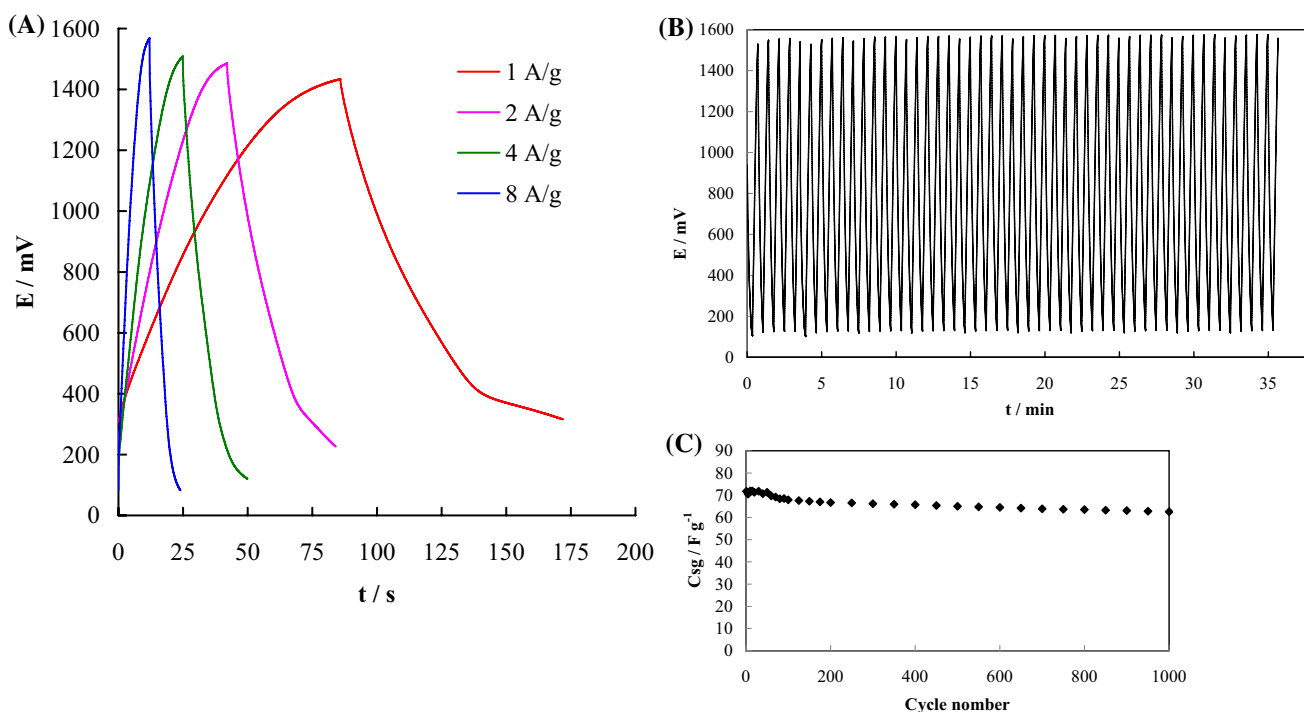 (A)
1600
1400
1200
1000
800
600
400
200
0
E / mV
0 25 50 75 100 125 150 175 200
t / s
1 A/g
2 A/g
4 A/g
8 A/g
(B)
1600
1400
1200
1000
800
600
400
200
0
E / mV
0 5 10 15 20 25 30 35
t / min
(C)
90
80
70
60
50
40
30
20
10
0
Csg / F g-1
0 200 400 600 800 1000
Cycle nomber